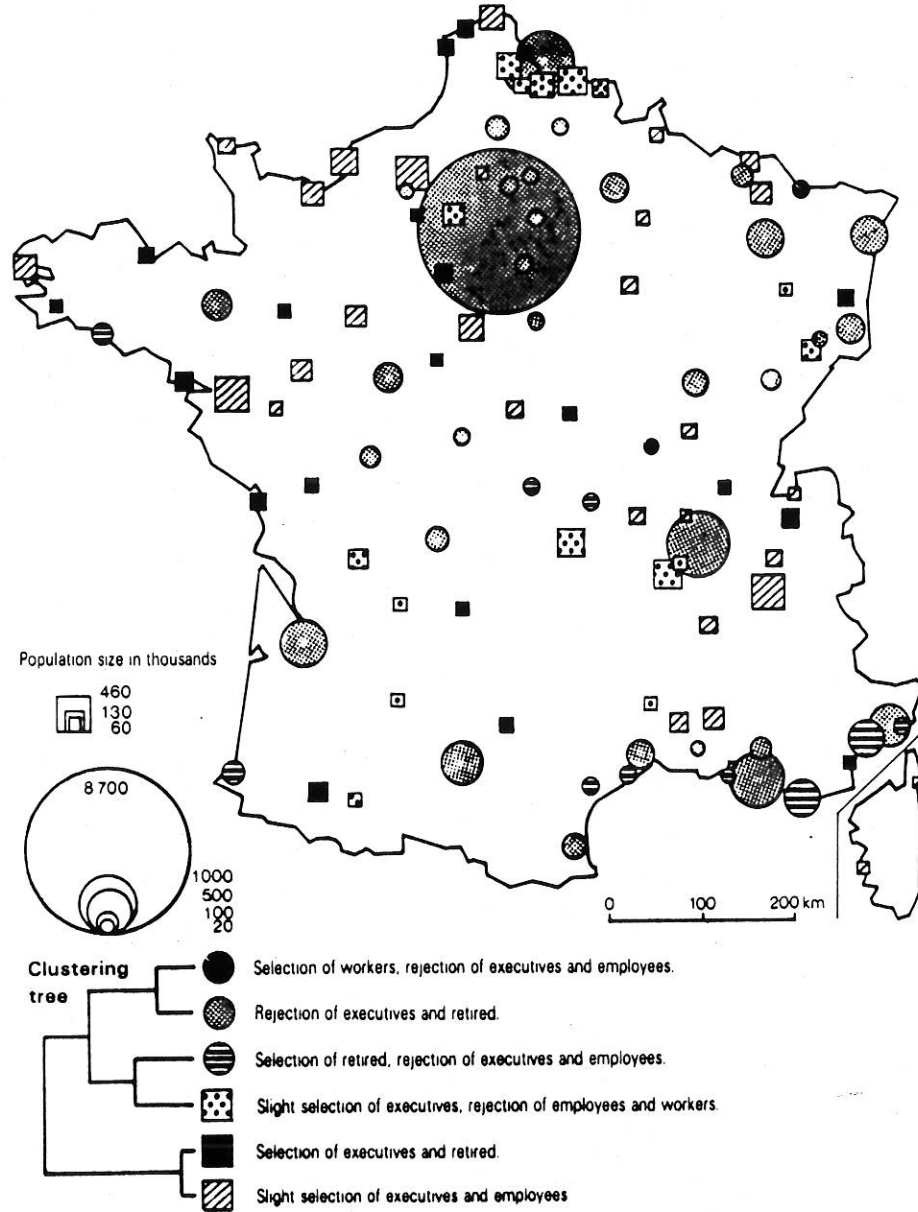 Population size in thousands
460
130
60
8 700
1000
500
100
20
0 100 200 km
Clustering
tree
Selection of workers, rejection of executives and employees.
Rejection of executives and retired.
Selection of retired, rejection of executives and employees.
Slight selection of executives, rejection of employees and workers.
Selection of executives and retired.
Slight selection of executives and employees